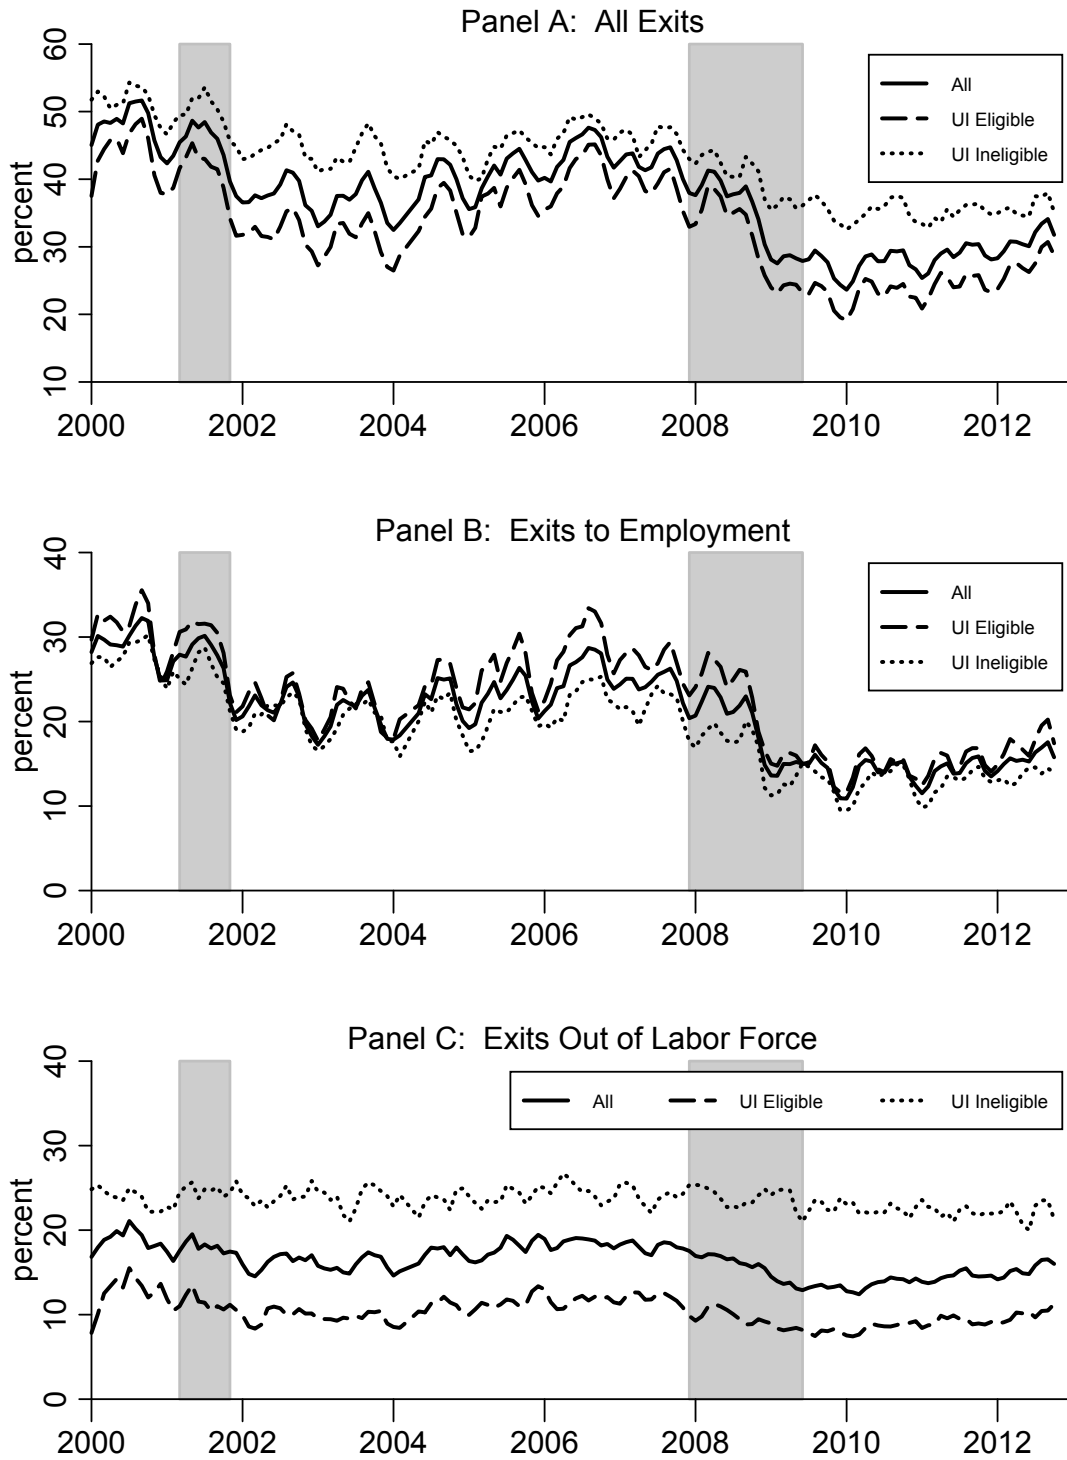 Panel A:  All Exits
percent
60
50
40
30
20
10
All
UI Eligible
UI Ineligible
2000 2002 2004 2006 2008 2010 2012
Panel B:  Exits to Employment
percent
40
30
20
10
0
All
UI Eligible
UI Ineligible
2000 2002 2004 2006 2008 2010 2012
Panel C:  Exits Out of Labor Force
percent
40
30
20
10
0
All UI Eligible UI Ineligible
2000 2002 2004 2006 2008 2010 2012